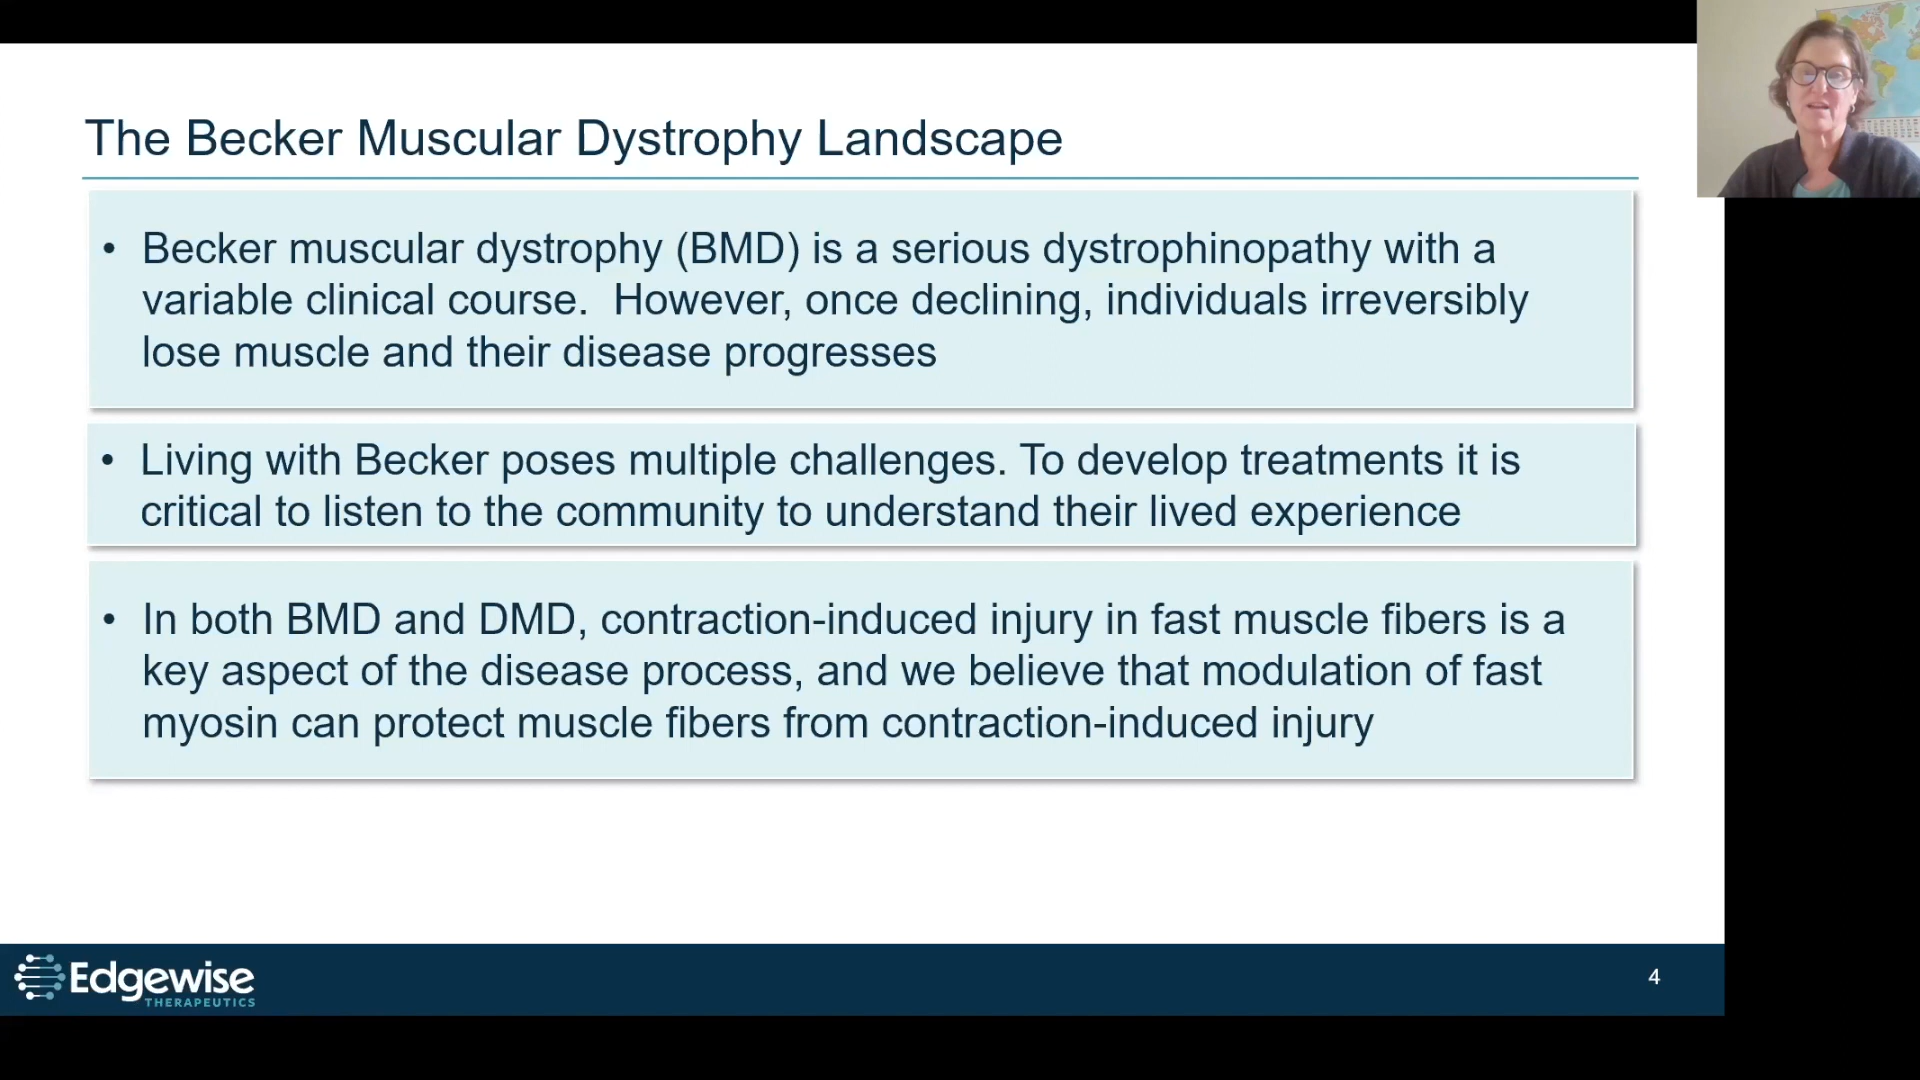 The Becker Muscular Dystrophy Landscape
• Becker muscular dystrophy (BMD) is a serious dystrophinopathy with a
variable clinical course.  However, once declining, individuals irreversibly
lose muscle and their disease progresses
• Living with Becker poses multiple challenges. To develop treatments it is
critical to listen to the community to understand their lived experience
• In both BMD and DMD, contraction-induced injury in fast muscle fibers is a
key aspect of the disease process, and we believe that modulation of fast
myosin can protect muscle fibers from contraction-induced injury
Edgewise
THERAPEUTICS
4